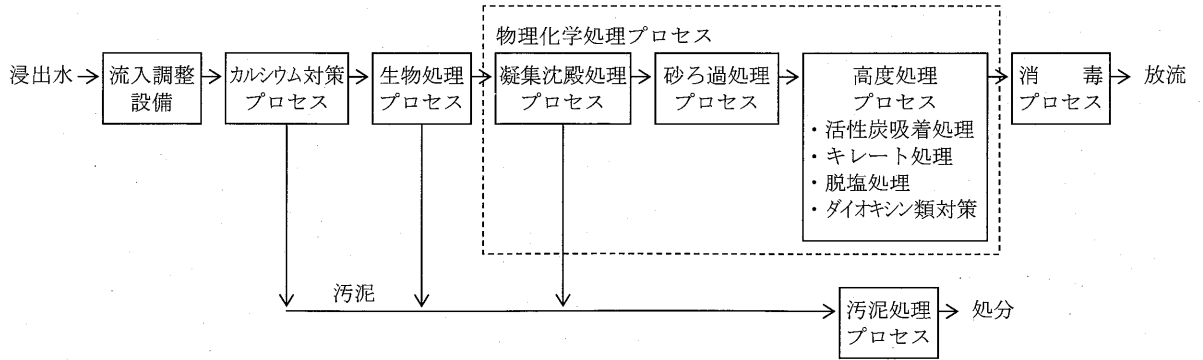 物理化学処理プロセス
浸出水
流入調整
設備
カルシウム対策
プロセス
生物処理
プロセス
凝集沈殿処理
プロセス
砂ろ過処理
プロセス
高度処理
プロセス
・活性炭吸着処理
・キレート処理
・脱塩処理
・ダイオキシン類対策
消毒
プロセス
放流
汚泥
汚泥処理
プロセス
処分